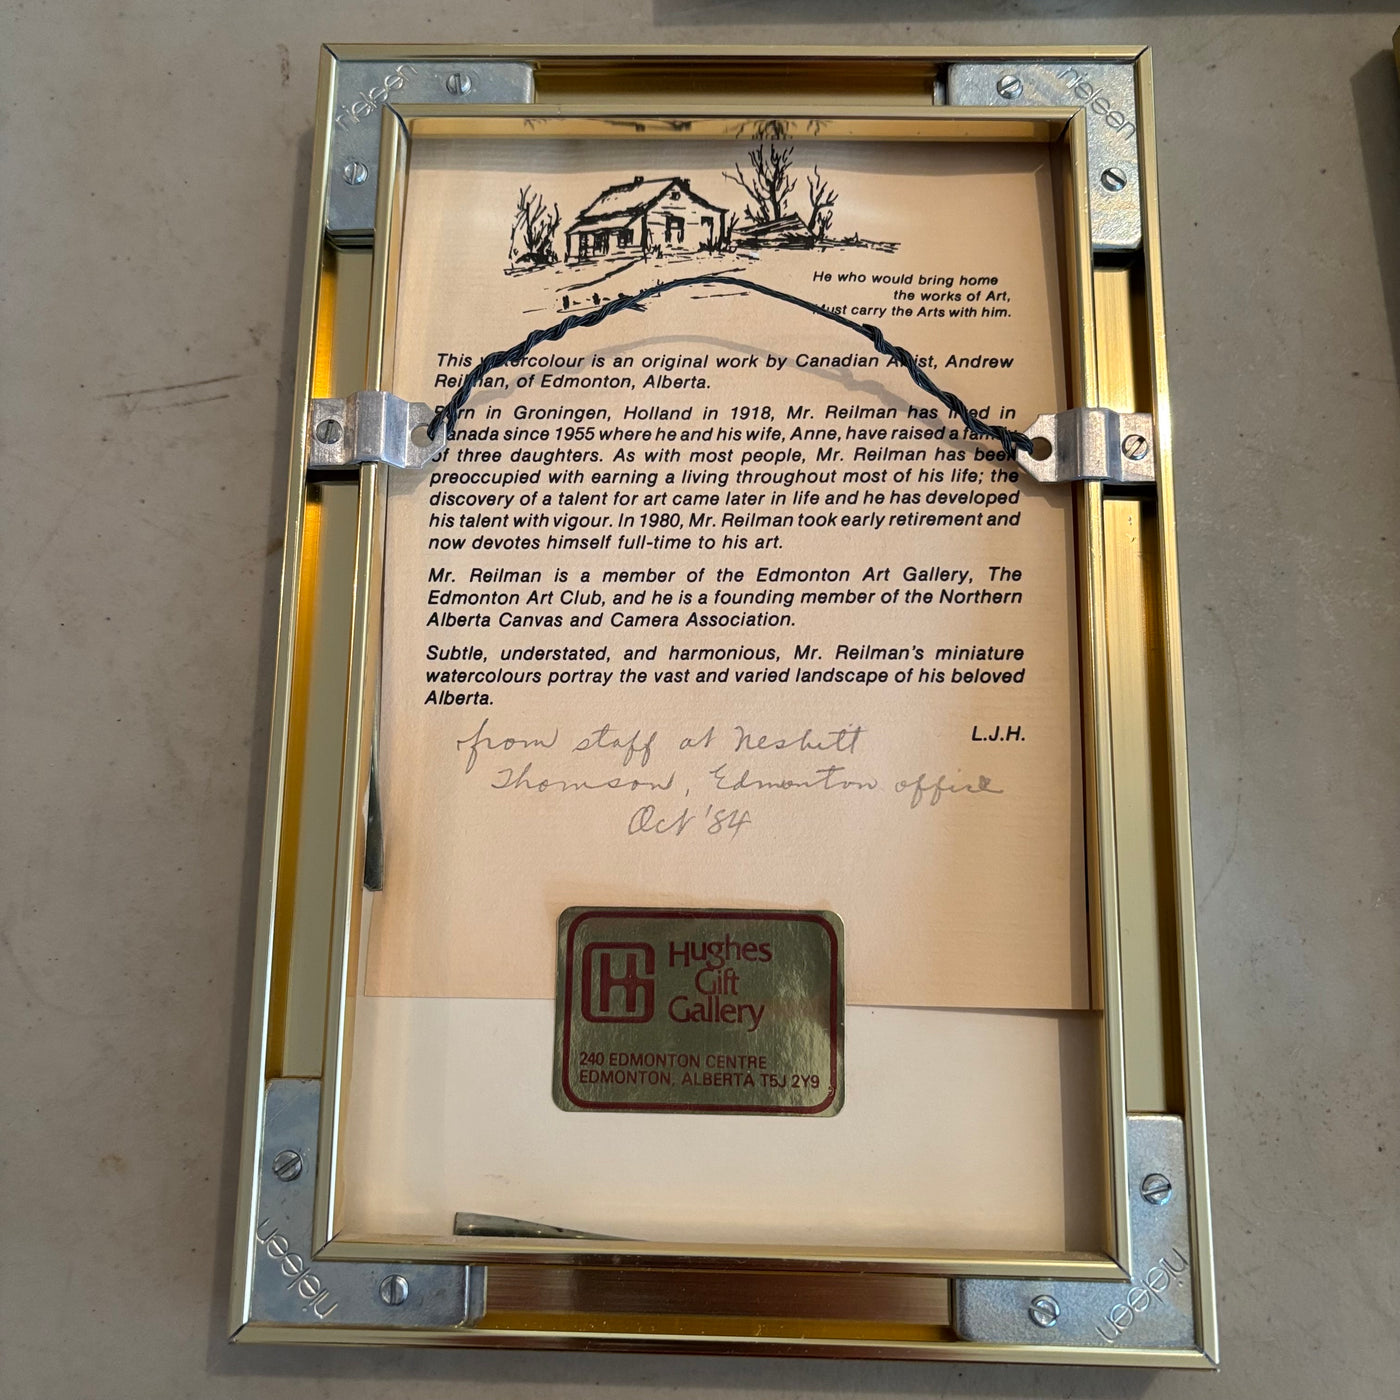 nielsen
nielsen
He who would bring home
the works of Art,
Must carry the Arts with him.
This watercolour is an original work by Canadian Artist, Andrew
Reilman, of Edmonton, Alberta.
Born in Groningen, Holland in 1918, Mr. Reilman has lived in
Canada since 1955 where he and his wife, Anne, have raised a family
of three daughters. As with most people, Mr. Reilman has been
preoccupied with earning a living throughout most of his life; the
discovery of a talent for art came later in life and he has developed
his talent with vigour. In 1980, Mr. Reilman took early retirement and
now devotes himself full-time to his art.
Mr. Reilman is a member of the Edmonton Art Gallery, The
Edmonton Art Club, and he is a founding member of the Northern
Alberta Canvas and Camera Association.
Subtle, understated, and harmonious, Mr. Reilman's miniature
watercolours portray the vast and varied landscape of his beloved
Alberta.
L.J.H.
from staff at Nesbitt
Thomson, Edmonton office
Oct '84
HG
Hughes
Gift
Gallery
240 EDMONTON CENTRE
EDMONTON, ALBERTA T5J 2Y9
nielsen
nielsen